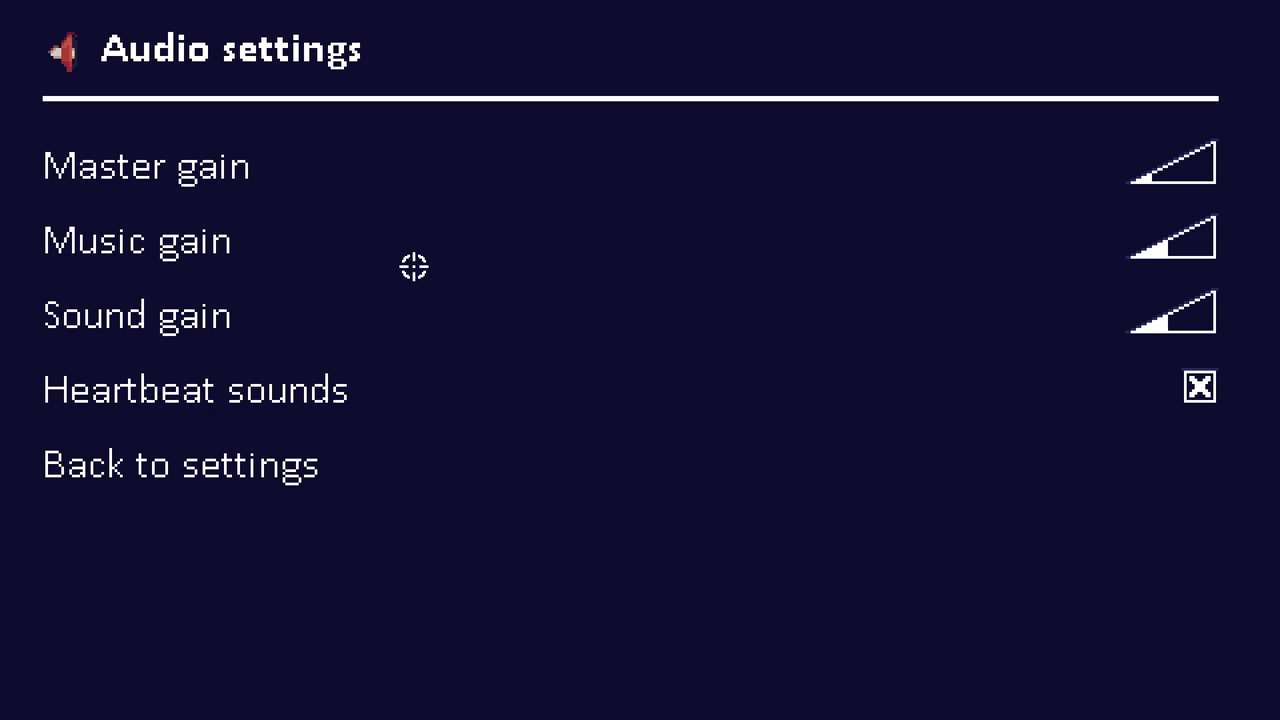 Audio settings
Master gain
Music gain
Sound gain
Heartbeat sounds
Back to settings